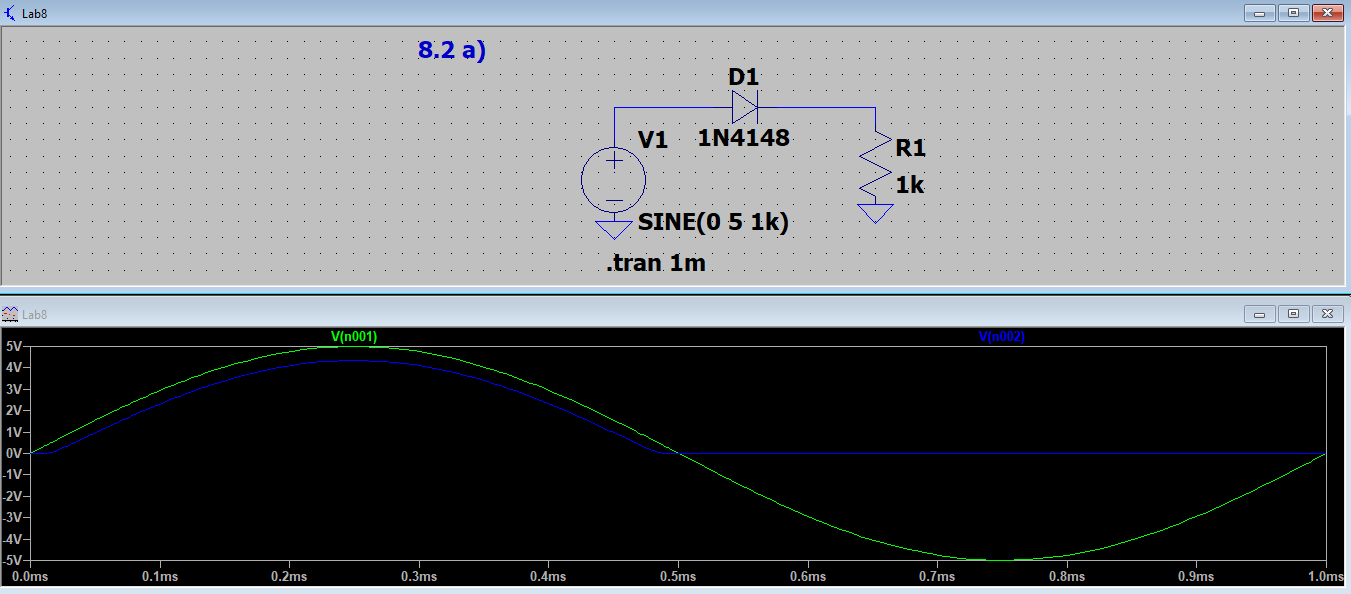 Lab8
8.2 a)
D1
V1
1N4148
R1
1k
SINE(0 5 1k)
.tran 1m
Lab8
V(n001) V(n002)
5V
4V
3V
2V
1V
0V
-1V
-2V
-3V
-4V
-5V
0.0ms 0.1ms 0.2ms 0.3ms 0.4ms 0.5ms 0.6ms 0.7ms 0.8ms 0.9ms 1.0ms